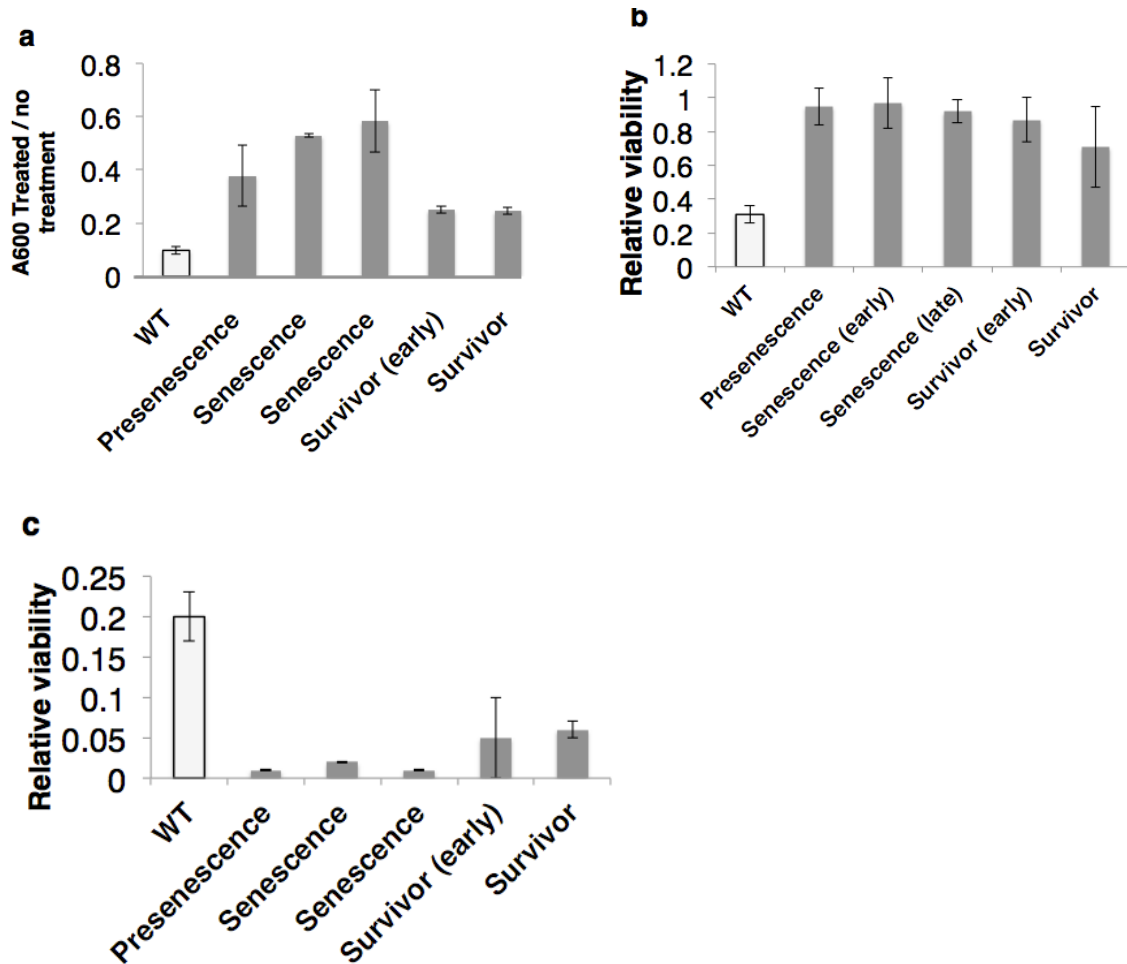 a
A600 Treated / no
treatment
0.8
0.6
0.4
0.2
0
WT
Presenescence
Senescence
Senescence
Survivor (early)
Survivor
b
Relative viability
1.2
1
0.8
0.6
0.4
0.2
0
WT
Presenescence
Senescence (early)
Senescence (late)
Survivor (early)
Survivor
c
Relative viability
0.25
0.2
0.15
0.1
0.05
0
WT
Presenescence
Senescence
Senescence
Survivor (early)
Survivor